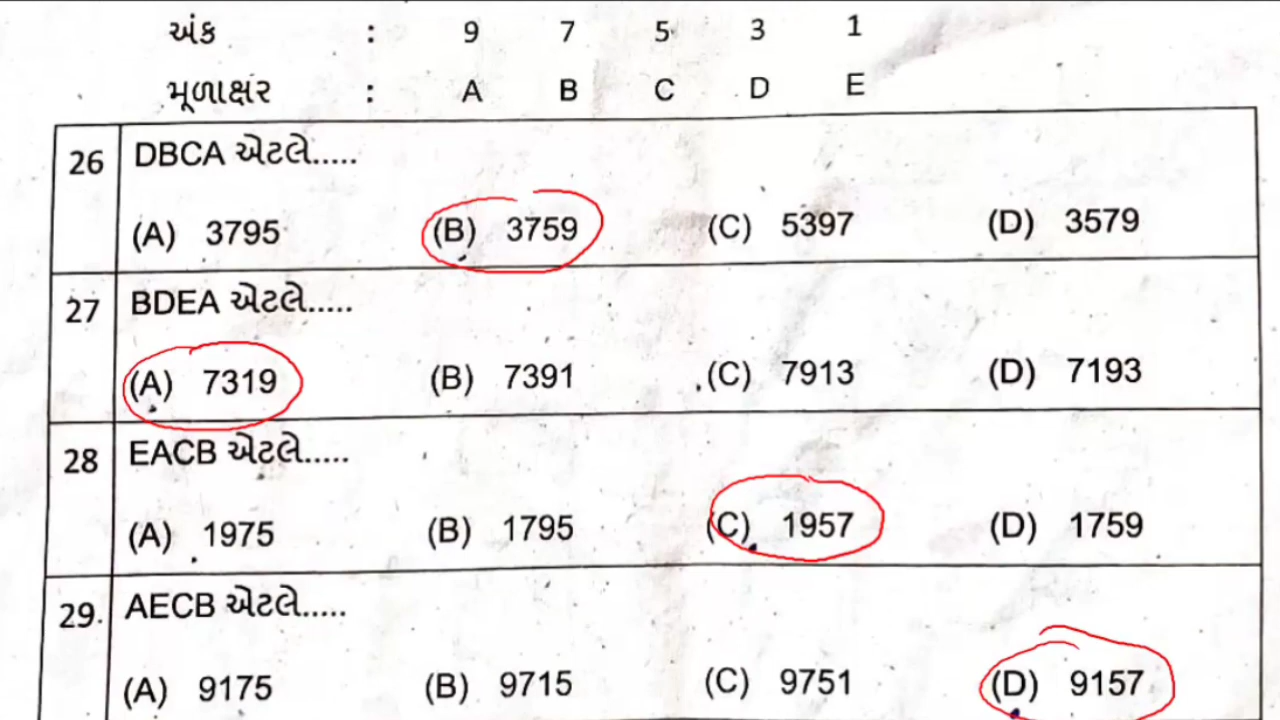 અંક : 9 7 5 3 1
મૂળાક્ષર : A B C D E
26 DBCA એટલે.....
(A) 3795 (B) 3759 (C) 5397 (D) 3579
27 BDEA એટલે.....
(A) 7319 (B) 7391 (C) 7913 (D) 7193
28 EACB એટલે.....
(A) 1975 (B) 1795 (C) 1957 (D) 1759
29. AECB એટલે.....
(A) 9175 (B) 9715 (C) 9751 (D) 9157